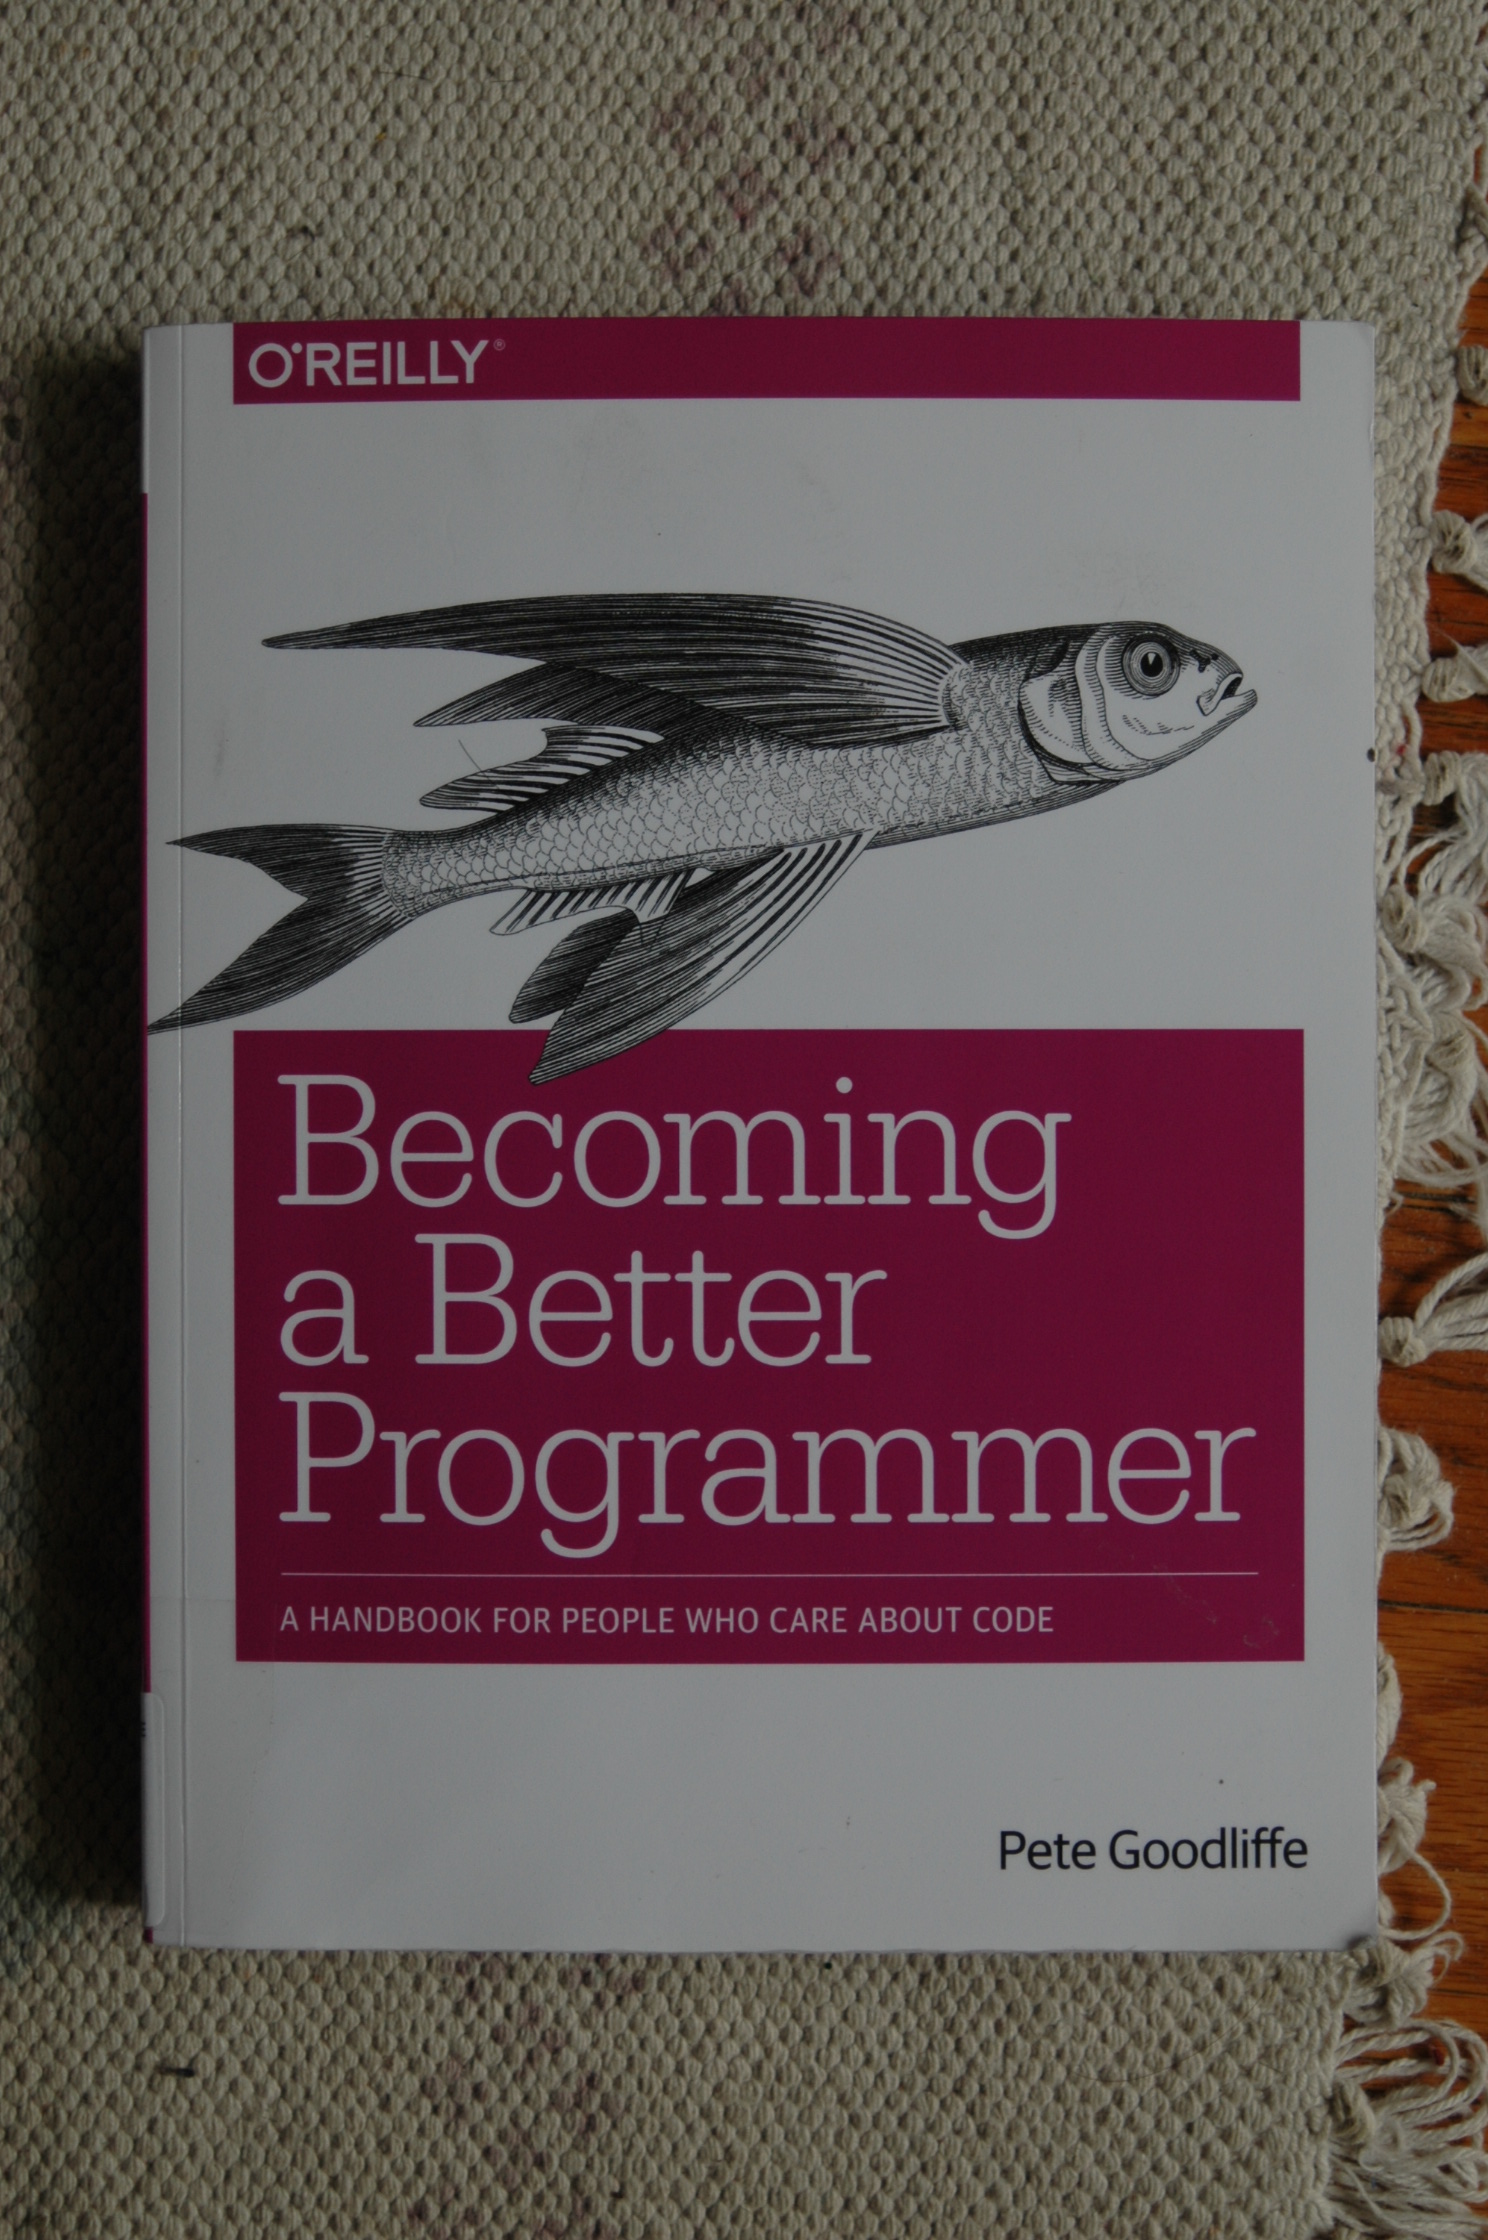 O'REILLY®
Becoming
a Better
Programmer
A HANDBOOK FOR PEOPLE WHO CARE ABOUT CODE
Pete Goodliffe